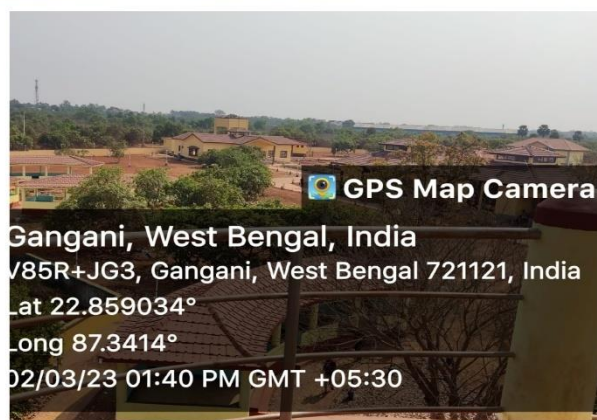 GPS Map Camera
Gangani, West Bengal, India
V85R+JG3, Gangani, West Bengal 721121, India
Lat 22.859034°
Long 87.3414°
02/03/23 01:40 PM GMT +05:30